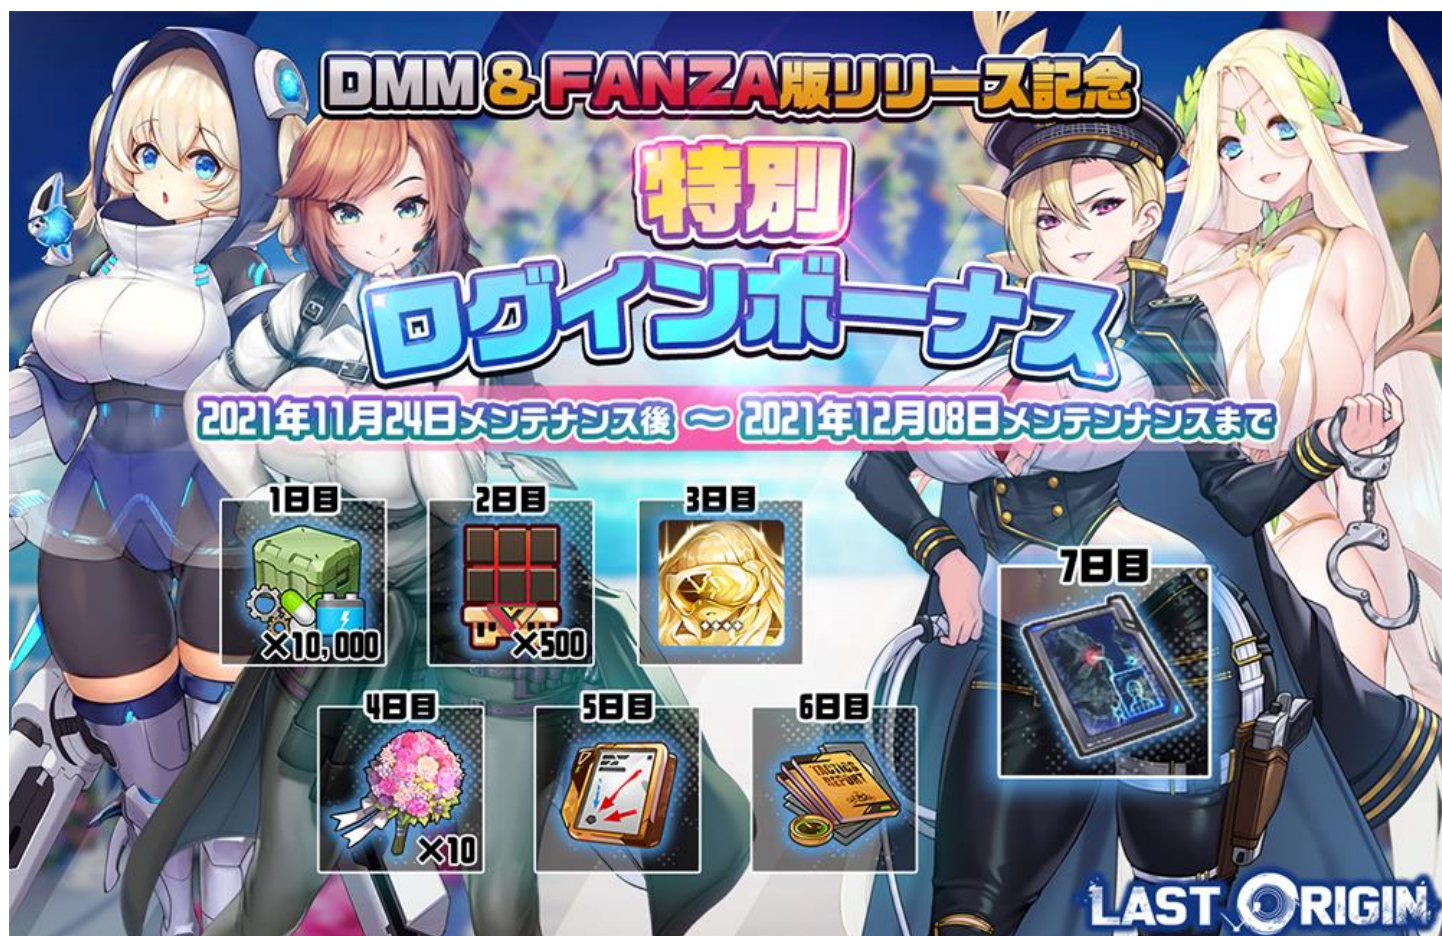 DMM&FANZA版リリース記念
特別
ログインボーナス
2021年11月24日メンテナンス後 ～ 2021年12月08日メンテンナンスまで
1日目
×10,000
2日目
×500
3日目
7日目
4日目
×10
5日目
6日目
TACTICS
REPORT
LAST ORIGIN